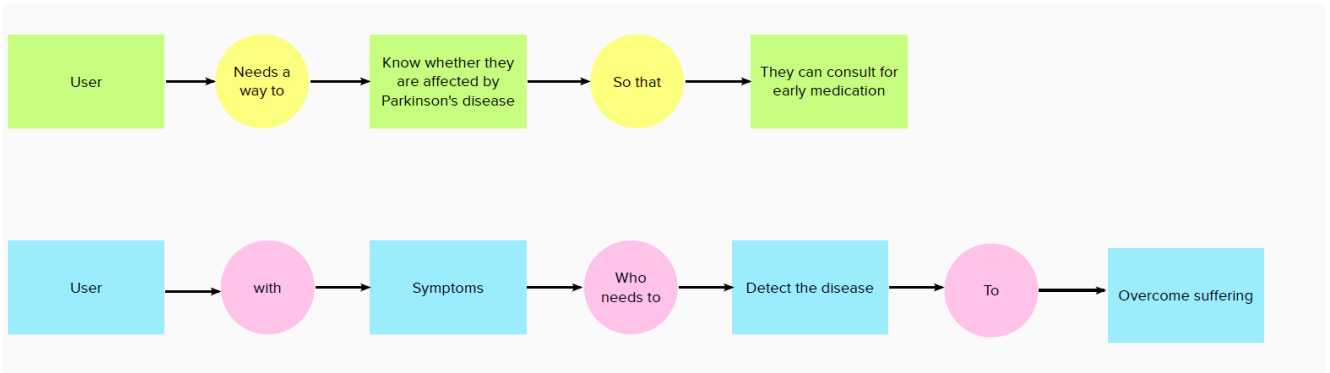 User
Needs a
way to
Know whether they
are affected by
Parkinson's disease
So that
They can consult for
early medication
User
with
Symptoms
Who
needs to
Detect the disease
To
Overcome suffering